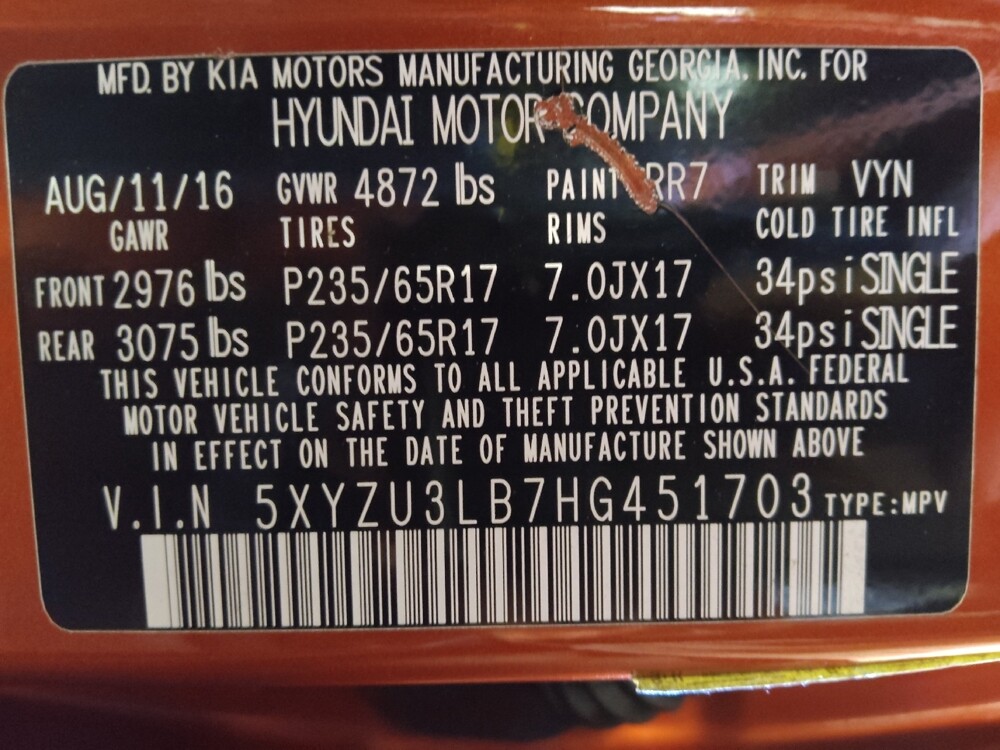 MFD. BY KIA MOTORS MANUFACTURING GEORGIA. INC. FOR
HYUNDAI MOTOR COMPANY
AUG/11/16 GVWR 4872 lbs PAINT RR7 TRIM VYN
GAWR TIRES RIMS COLD TIRE INFL
FRONT 2976 lbs P235/65R17 7.0JX17 34psi SINGLE
REAR 3075 lbs P235/65R17 7.0JX17 34psi SINGLE
THIS VEHICLE CONFORMS TO ALL APPLICABLE U.S.A. FEDERAL
MOTOR VEHICLE SAFETY AND THEFT PREVENTION STANDARDS
IN EFFECT ON THE DATE OF MANUFACTURE SHOWN ABOVE
V.I.N 5XYZU3LB7HG451703 TYPE:MPV